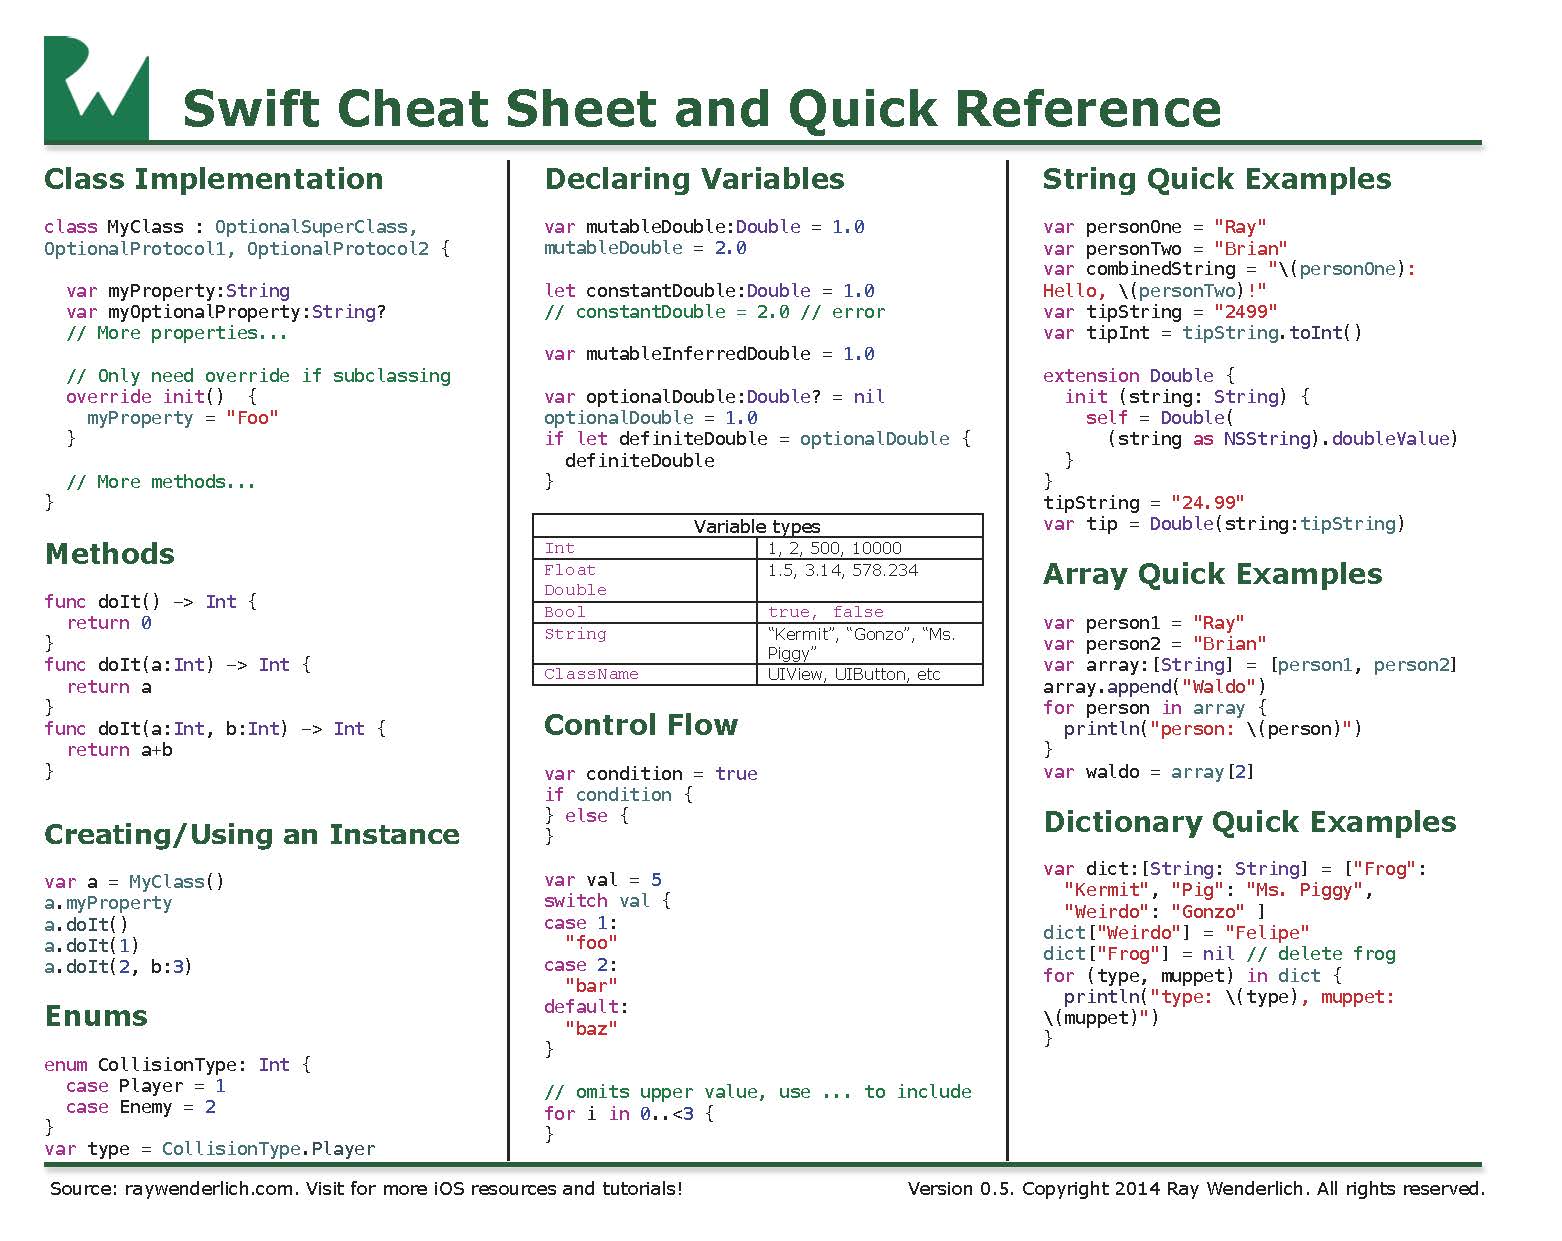 RW
Swift Cheat Sheet and Quick Reference
Class Implementation
class MyClass : OptionalSuperClass,
OptionalProtocol1, OptionalProtocol2 {
var myProperty:String
var myOptionalProperty:String?
// More properties...
// Only need override if subclassing
override init()  {
myProperty = "Foo"
}
// More methods...
}
Methods
func doIt() -> Int {
return 0
}
func doIt(a:Int) -> Int {
return a
}
func doIt(a:Int, b:Int) -> Int {
return a+b
}
Creating/Using an Instance
var a = MyClass()
a.myProperty
a.doIt()
a.doIt(1)
a.doIt(2, b:3)
Enums
enum CollisionType: Int {
case Player = 1
case Enemy = 2
}
var type = CollisionType.Player
Declaring Variables
var mutableDouble:Double = 1.0
mutableDouble = 2.0
let constantDouble:Double = 1.0
// constantDouble = 2.0 // error
var mutableInferredDouble = 1.0
var optionalDouble:Double? = nil
optionalDouble = 1.0
if let definiteDouble = optionalDouble {
definiteDouble
}
Variable types
Int 1, 2, 500, 10000
Float 1.5, 3.14, 578.234
Double
Bool true, false
String “Kermit”, “Gonzo”, “Ms.
Piggy”
ClassName UIView, UIButton, etc
Control Flow
var condition = true
if condition {
} else {
}
var val = 5
switch val {
case 1:
"foo"
case 2:
"bar"
default:
"baz"
}
// omits upper value, use ... to include
for i in 0..<3 {
}
String Quick Examples
var personOne = "Ray"
var personTwo = "Brian"
var combinedString = "\(personOne):
Hello, \(personTwo)!"
var tipString = "2499"
var tipInt = tipString.toInt()
extension Double {
init (string: String) {
self = Double(
(string as NSString).doubleValue)
}
}
tipString = "24.99"
var tip = Double(string:tipString)
Array Quick Examples
var person1 = "Ray"
var person2 = "Brian"
var array:[String] = [person1, person2]
array.append("Waldo")
for person in array {
println("person: \(person)")
}
var waldo = array[2]
Dictionary Quick Examples
var dict:[String: String] = ["Frog":
"Kermit", "Pig": "Ms. Piggy",
"Weirdo": "Gonzo" ]
dict["Weirdo"] = "Felipe"
dict["Frog"] = nil // delete frog
for (type, muppet) in dict {
println("type: \(type), muppet:
\(muppet)")
}
Source: raywenderlich.com. Visit for more iOS resources and tutorials!
Version 0.5. Copyright 2014 Ray Wenderlich. All rights reserved.